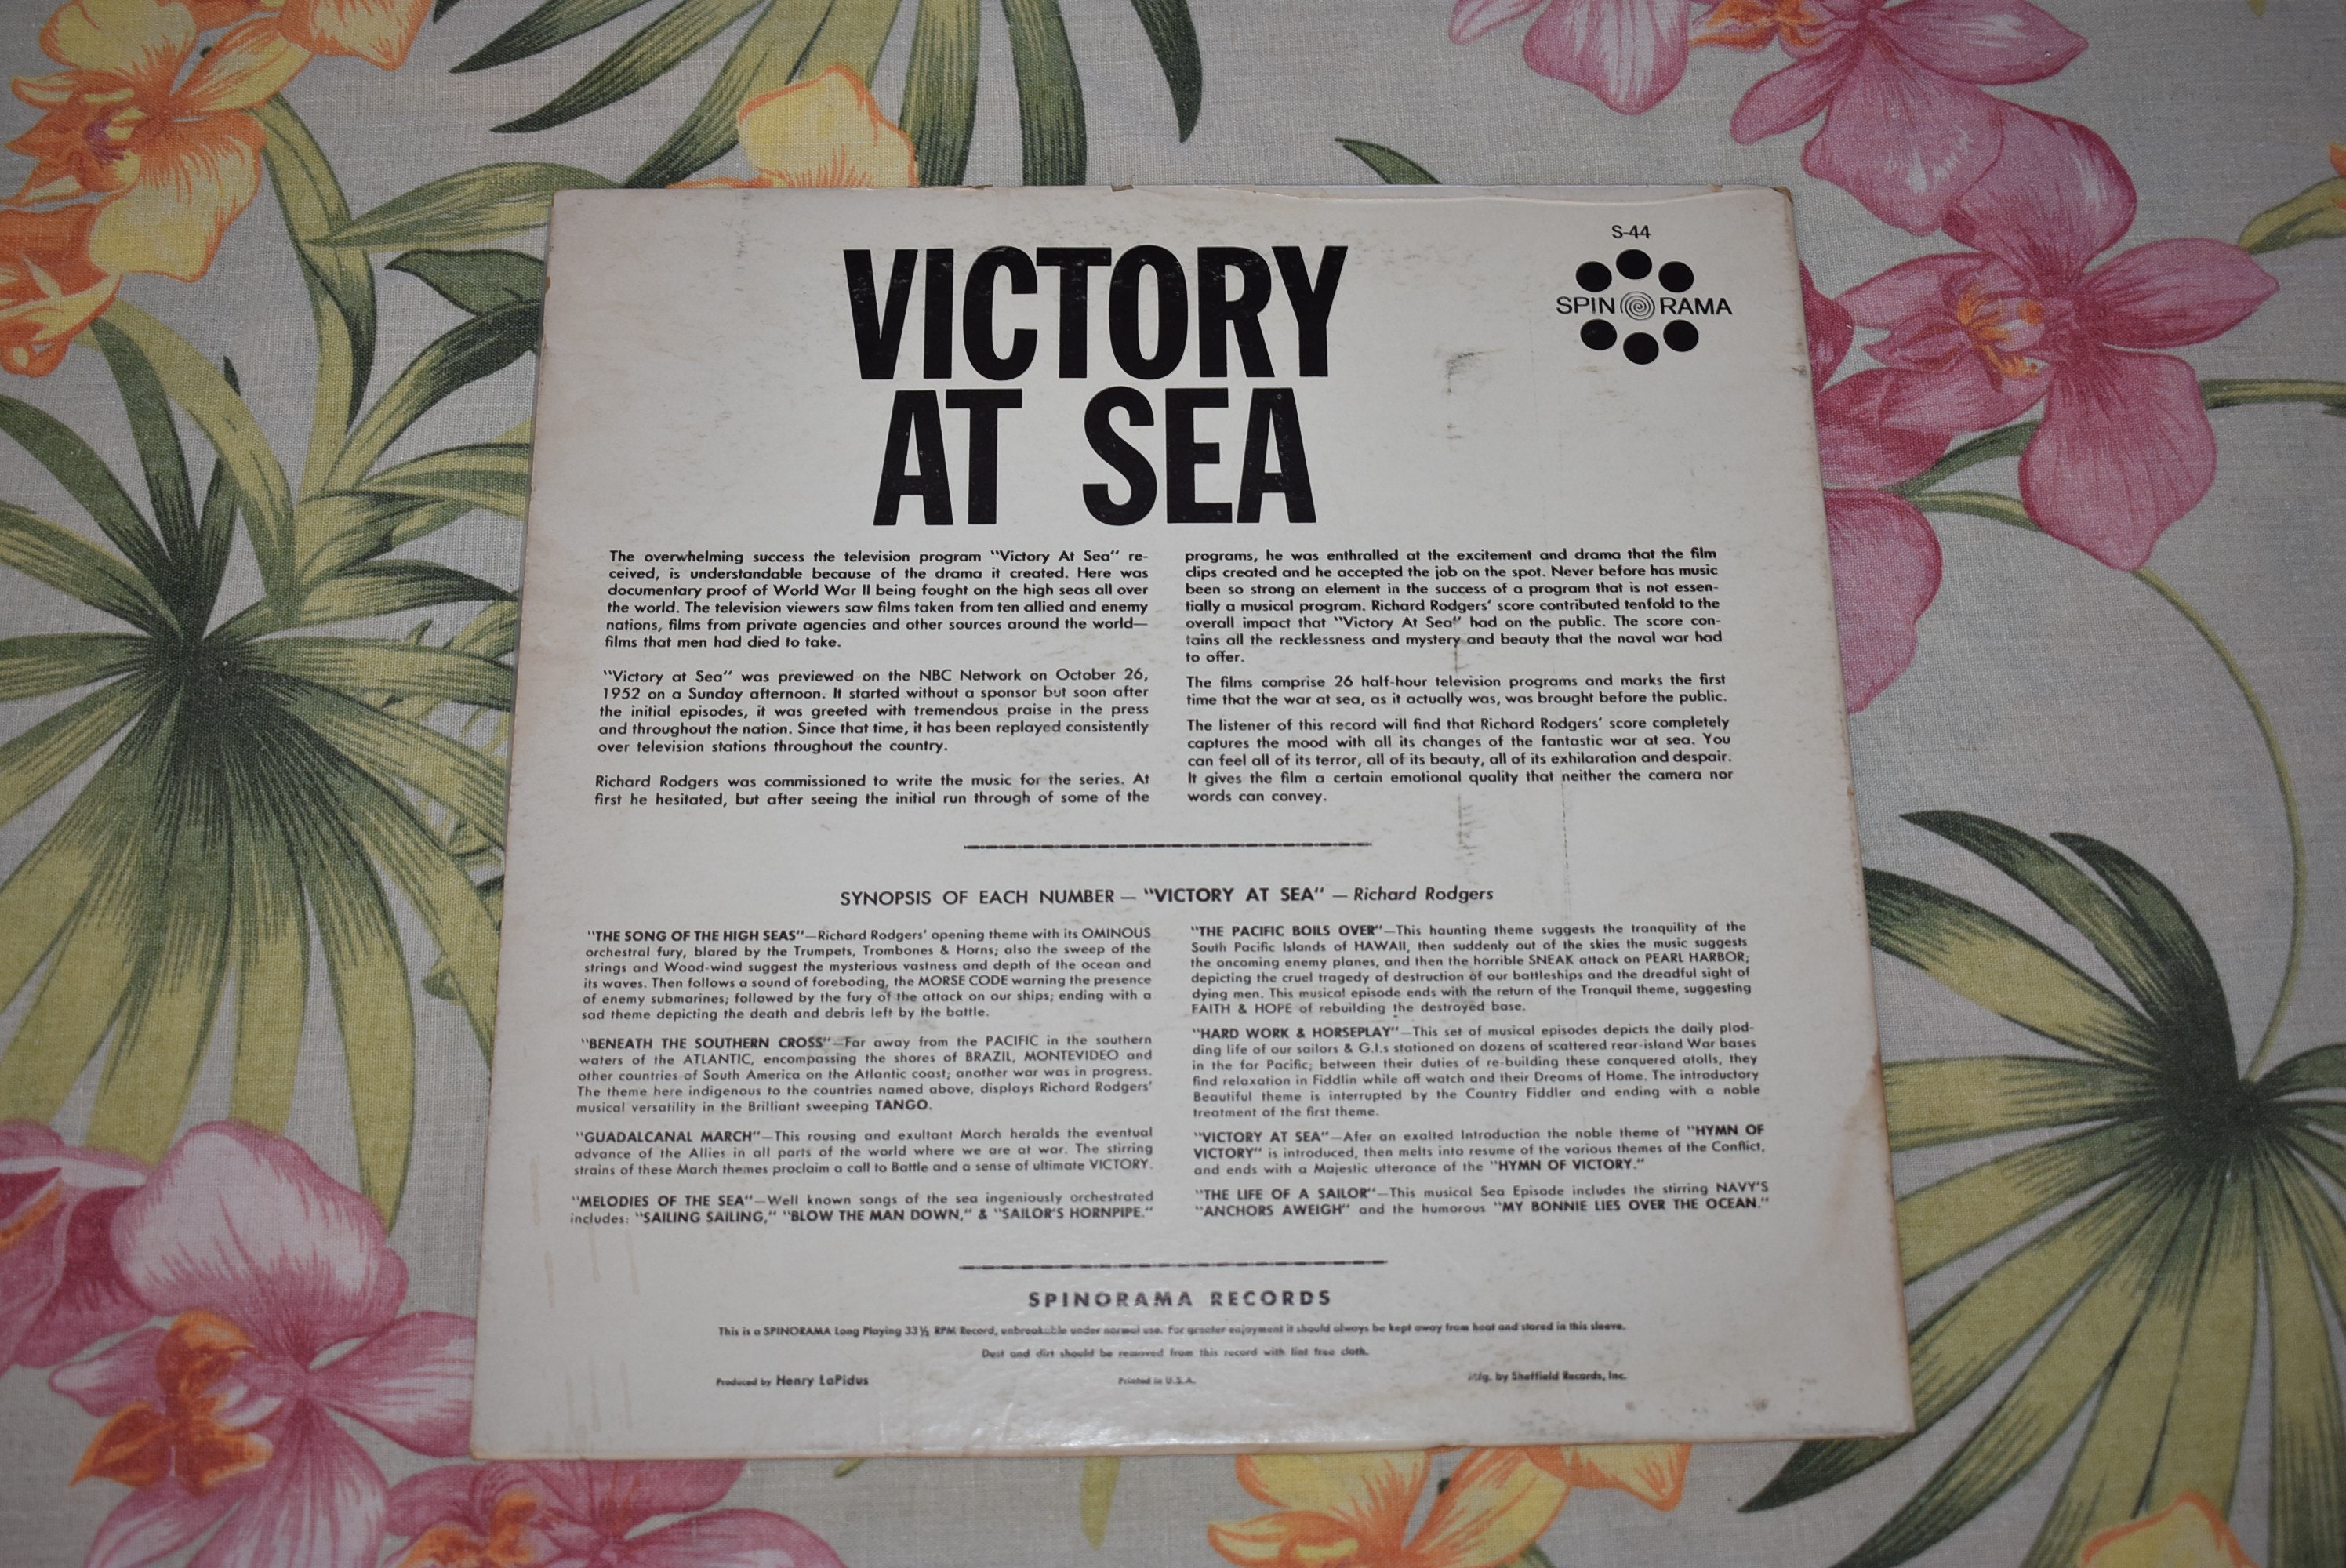 VICTORY
AT SEA
S-44
SPIN RAMA
The overwhelming success the television program "Victory At Sea" re-
ceived, is understandable because of the drama it created. Here was
documentary proof of World War II being fought on the high seas all over
the world. The television viewers saw films taken from ten allied and enemy
nations, films from private agencies and other sources around the world—
films that men had died to take.
"Victory at Sea" was previewed on the NBC Network on October 26,
1952 on a Sunday afternoon. It started without a sponsor but soon after
the initial episodes, it was greeted with tremendous praise in the press
and throughout the nation. Since that time, it has been replayed consistently
over television stations throughout the country.
Richard Rodgers was commissioned to write the music for the series. At
first he hesitated, but after seeing the initial run through of some of the
programs, he was enthralled at the excitement and drama that the film
clips created and he accepted the job on the spot. Never before has music
been so strong an element in the success of a program that is not essen-
tially a musical program. Richard Rodgers' score contributed tenfold to the
overall impact that "Victory At Sea" had on the public. The score con-
tains all the recklessness and mystery and beauty that the naval war had
to offer.
The films comprise 26 half-hour television programs and marks the first
time that the war at sea, as it actually was, was brought before the public.
The listener of this record will find that Richard Rodgers' score completely
captures the mood with all its changes of the fantastic war at sea. You
can feel all of its terror, all of its beauty, all of its exhilaration and despair.
It gives the film a certain emotional quality that neither the camera nor
words can convey.
SYNOPSIS OF EACH NUMBER — "VICTORY AT SEA" — Richard Rodgers
"THE SONG OF THE HIGH SEAS"—Richard Rodgers' opening theme with its OMINOUS
orchestral fury, blared by the Trumpets, Trombones & Horns; also the sweep of the
strings and Wood-wind suggest the mysterious vastness and depth of the ocean and
its waves. Then follows a sound of foreboding, the MORSE CODE warning the presence
of enemy submarines; followed by the fury of the attack on our ships; ending with a
sad theme depicting the death and debris left by the battle.
"BENEATH THE SOUTHERN CROSS"—Far away from the PACIFIC in the southern
waters of the ATLANTIC, encompassing the shores of BRAZIL, MONTEVIDEO and
other countries of South America on the Atlantic coast; another war was in progress.
The theme here indigenous to the countries named above, displays Richard Rodgers'
musical versatility in the Brilliant sweeping TANGO.
"GUADALCANAL MARCH"—This rousing and exultant March heralds the eventual
advance of the Allies in all parts of the world where we are at war. The stirring
strains of these March themes proclaim a call to Battle and a sense of ultimate VICTORY.
"MELODIES OF THE SEA"—Well known songs of the sea ingeniously orchestrated
includes: "SAILING SAILING," "BLOW THE MAN DOWN," & "SAILOR'S HORNPIPE."
"THE PACIFIC BOILS OVER"—This haunting theme suggests the tranquility of the
South Pacific Islands of HAWAII, then suddenly out of the skies the music suggests
the oncoming enemy planes, and then the horrible SNEAK attack on PEARL HARBOR;
depicting the cruel tragedy of destruction of our battleships and the dreadful sight of
dying men. This musical episode ends with the return of the Tranquil theme, suggesting
FAITH & HOPE of rebuilding the destroyed base.
"HARD WORK & HORSEPLAY"—This set of musical episodes depicts the daily plod-
ding life of our sailors & G.I.s stationed on dozens of scattered rear-island War bases
in the far Pacific; between their duties of re-building these conquered atolls, they
find relaxation in Fiddlin while off watch and their Dreams of Home. The introductory
Beautiful theme is interrupted by the Country Fiddler and ending with a noble
treatment of the first theme.
"VICTORY AT SEA"—Afer an exalted Introduction the noble theme of "HYMN OF
VICTORY" is introduced, then melts into resume of the various themes of the Conflict,
and ends with a Majestic utterance of the "HYMN OF VICTORY."
"THE LIFE OF A SAILOR"—This musical Sea Episode includes the stirring NAVY'S
"ANCHORS AWEIGH" and the humorous "MY BONNIE LIES OVER THE OCEAN."
SPINORAMA RECORDS
This is a SPINORAMA Long Playing 33⅓ RPM Record, unbreakable under normal use. For greater enjoyment it should always be kept away from heat and stored in this sleeve.
Dust and dirt should be removed from this record with lint free cloth.
Produced by Henry LaPidus
Printed in U.S.A.
Mfg. by Sheffield Records, Inc.